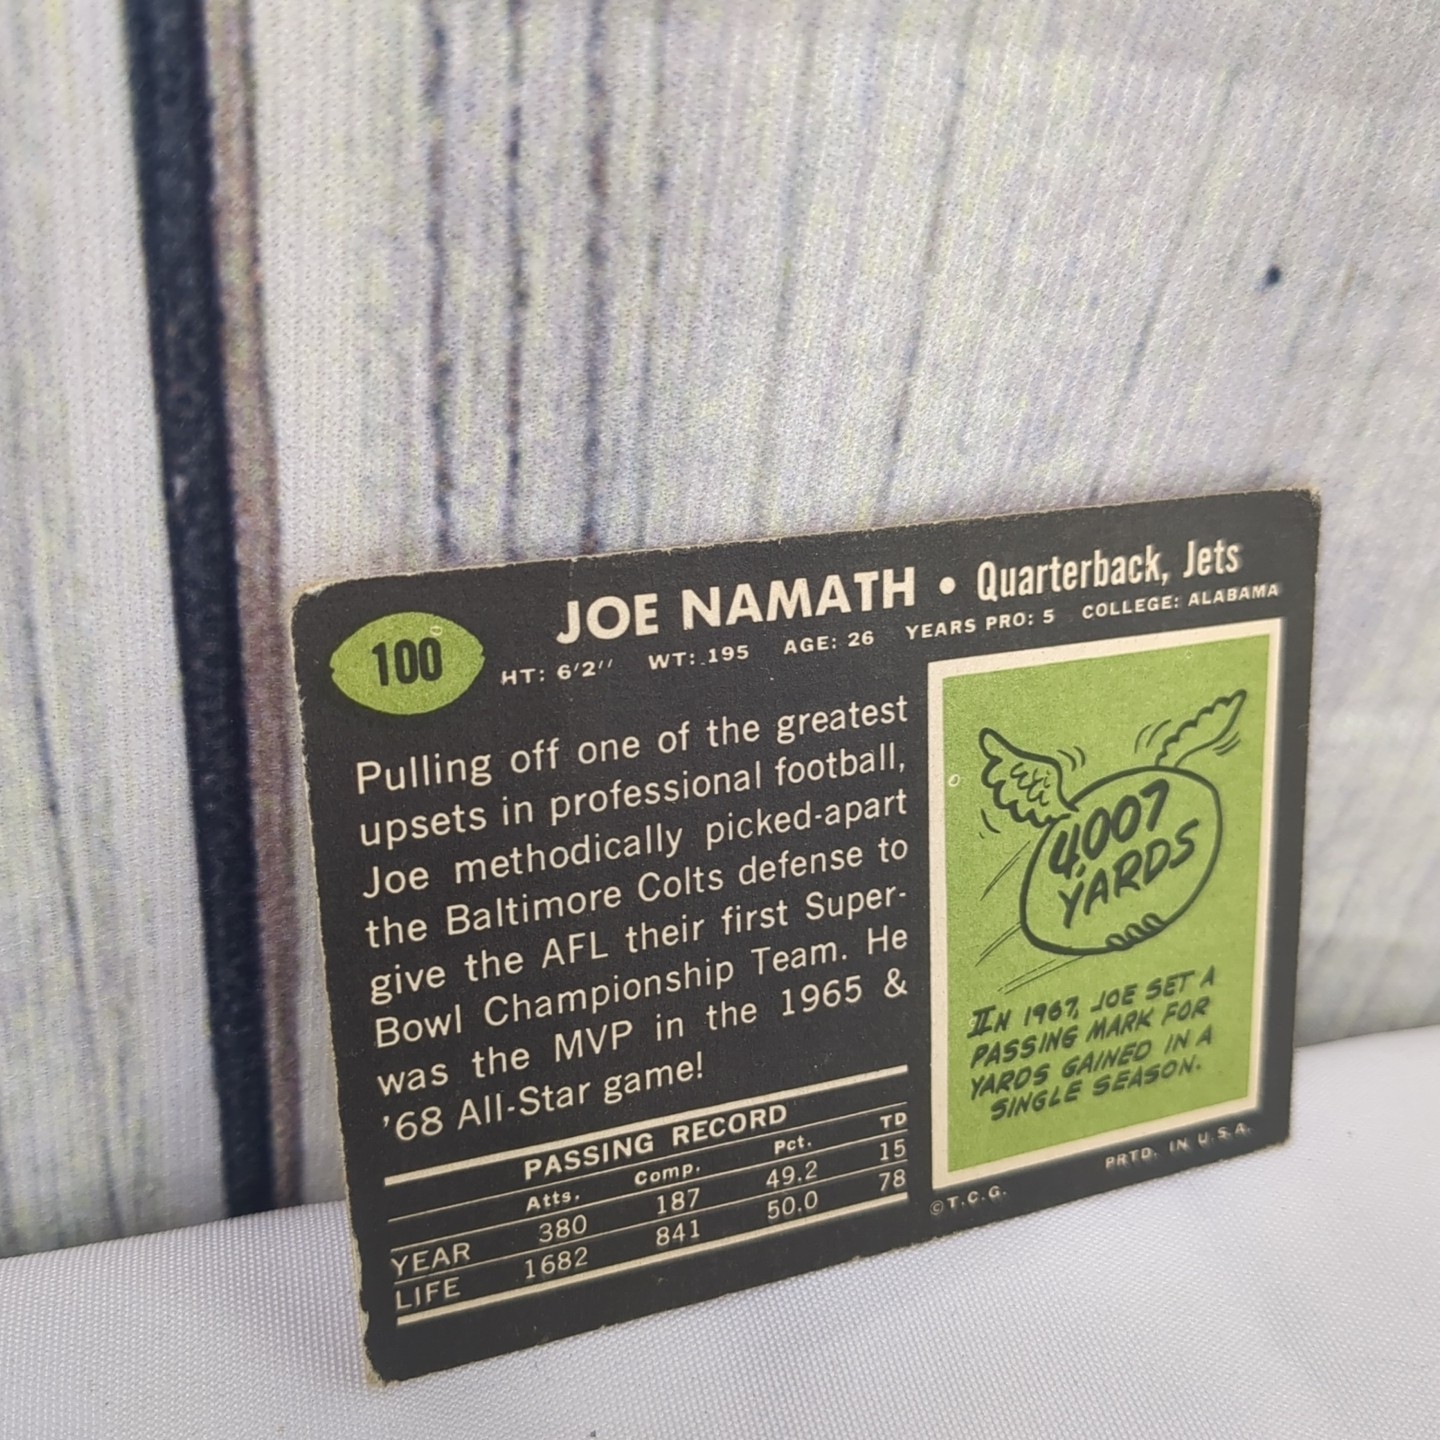 100
JOE NAMATH • Quarterback, Jets
HT: 6'2'' WT: 195 AGE: 26 YEARS PRO: 5 COLLEGE: ALABAMA
Pulling off one of the greatest
upsets in professional football,
Joe methodically picked-apart
the Baltimore Colts defense to
give the AFL their first Super-
Bowl Championship Team. He
was the MVP in the 1965 &
'68 All-Star game!
PASSING RECORD
Atts. Comp. Pct. TD
YEAR 380 187 49.2 15
LIFE 1682 841 50.0 78
4,007
YARDS
IN 1967, JOE SET A
PASSING MARK FOR
YARDS GAINED IN A
SINGLE SEASON.
©T.C.G. PRTD. IN U.S.A.